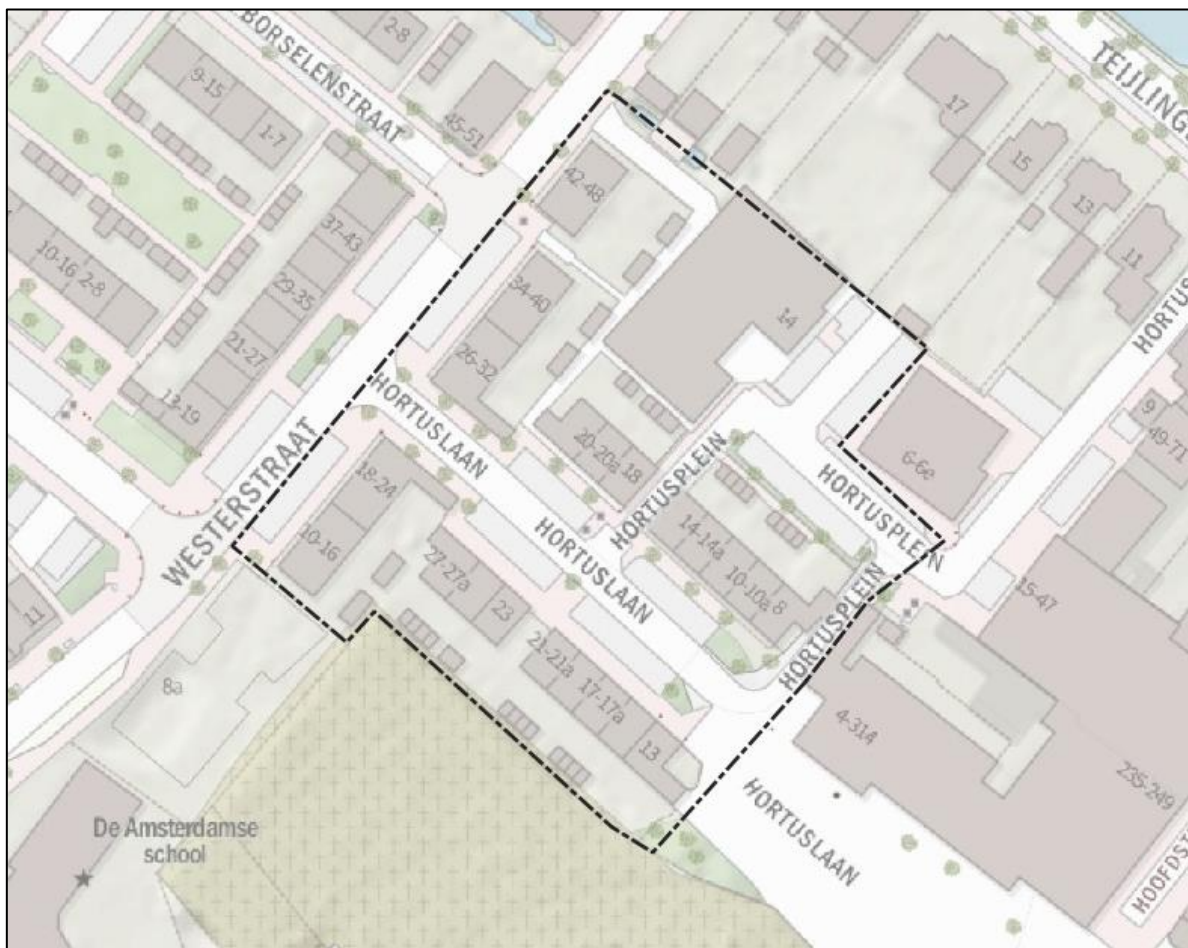 BORSELENSTRAAT
2-8
9-15
1-7
45-51
17
TEIJLING
15
13
11
42-48
37-43
10-16
2-8
29-35
34-40
14
HORTUS
21-27
26-32
13-19
HORTUSLAAN
9
49-71
WESTERSTRAAT
20-20a
18
6-6e
18-24
HORTUSPLEIN
HORTUSPLEIN
10-16
HORTUSLAAN
14-14a
10-10a
8
HORTUSPLEIN
27-27a
23
15-47
11
8a
21-21a
17-17a
13
4-314
235-249
HORTUSLAAN
De Amsterdamse
school
HOOFDST